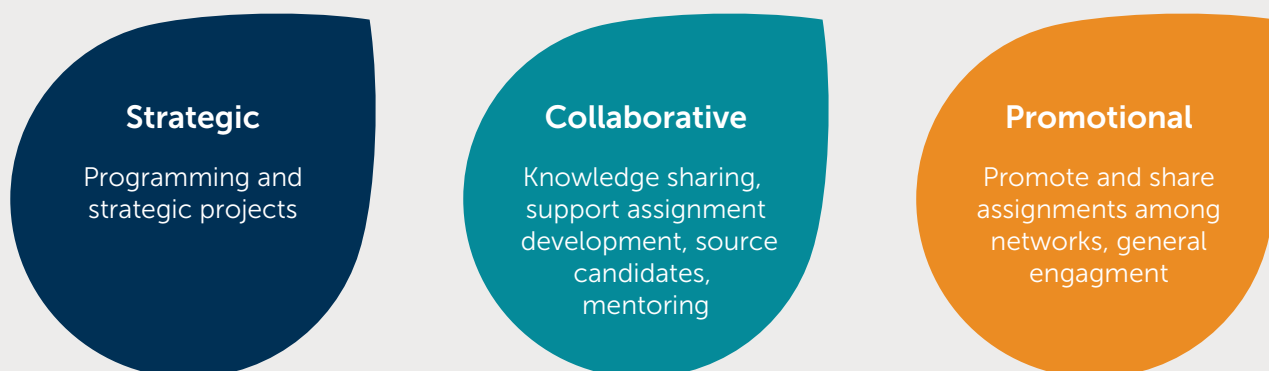 Strategic
Programming and
strategic projects
Collaborative
Knowledge sharing,
support assignment
development, source
candidates,
mentoring
Promotional
Promote and share
assignments among
networks, general
engagment